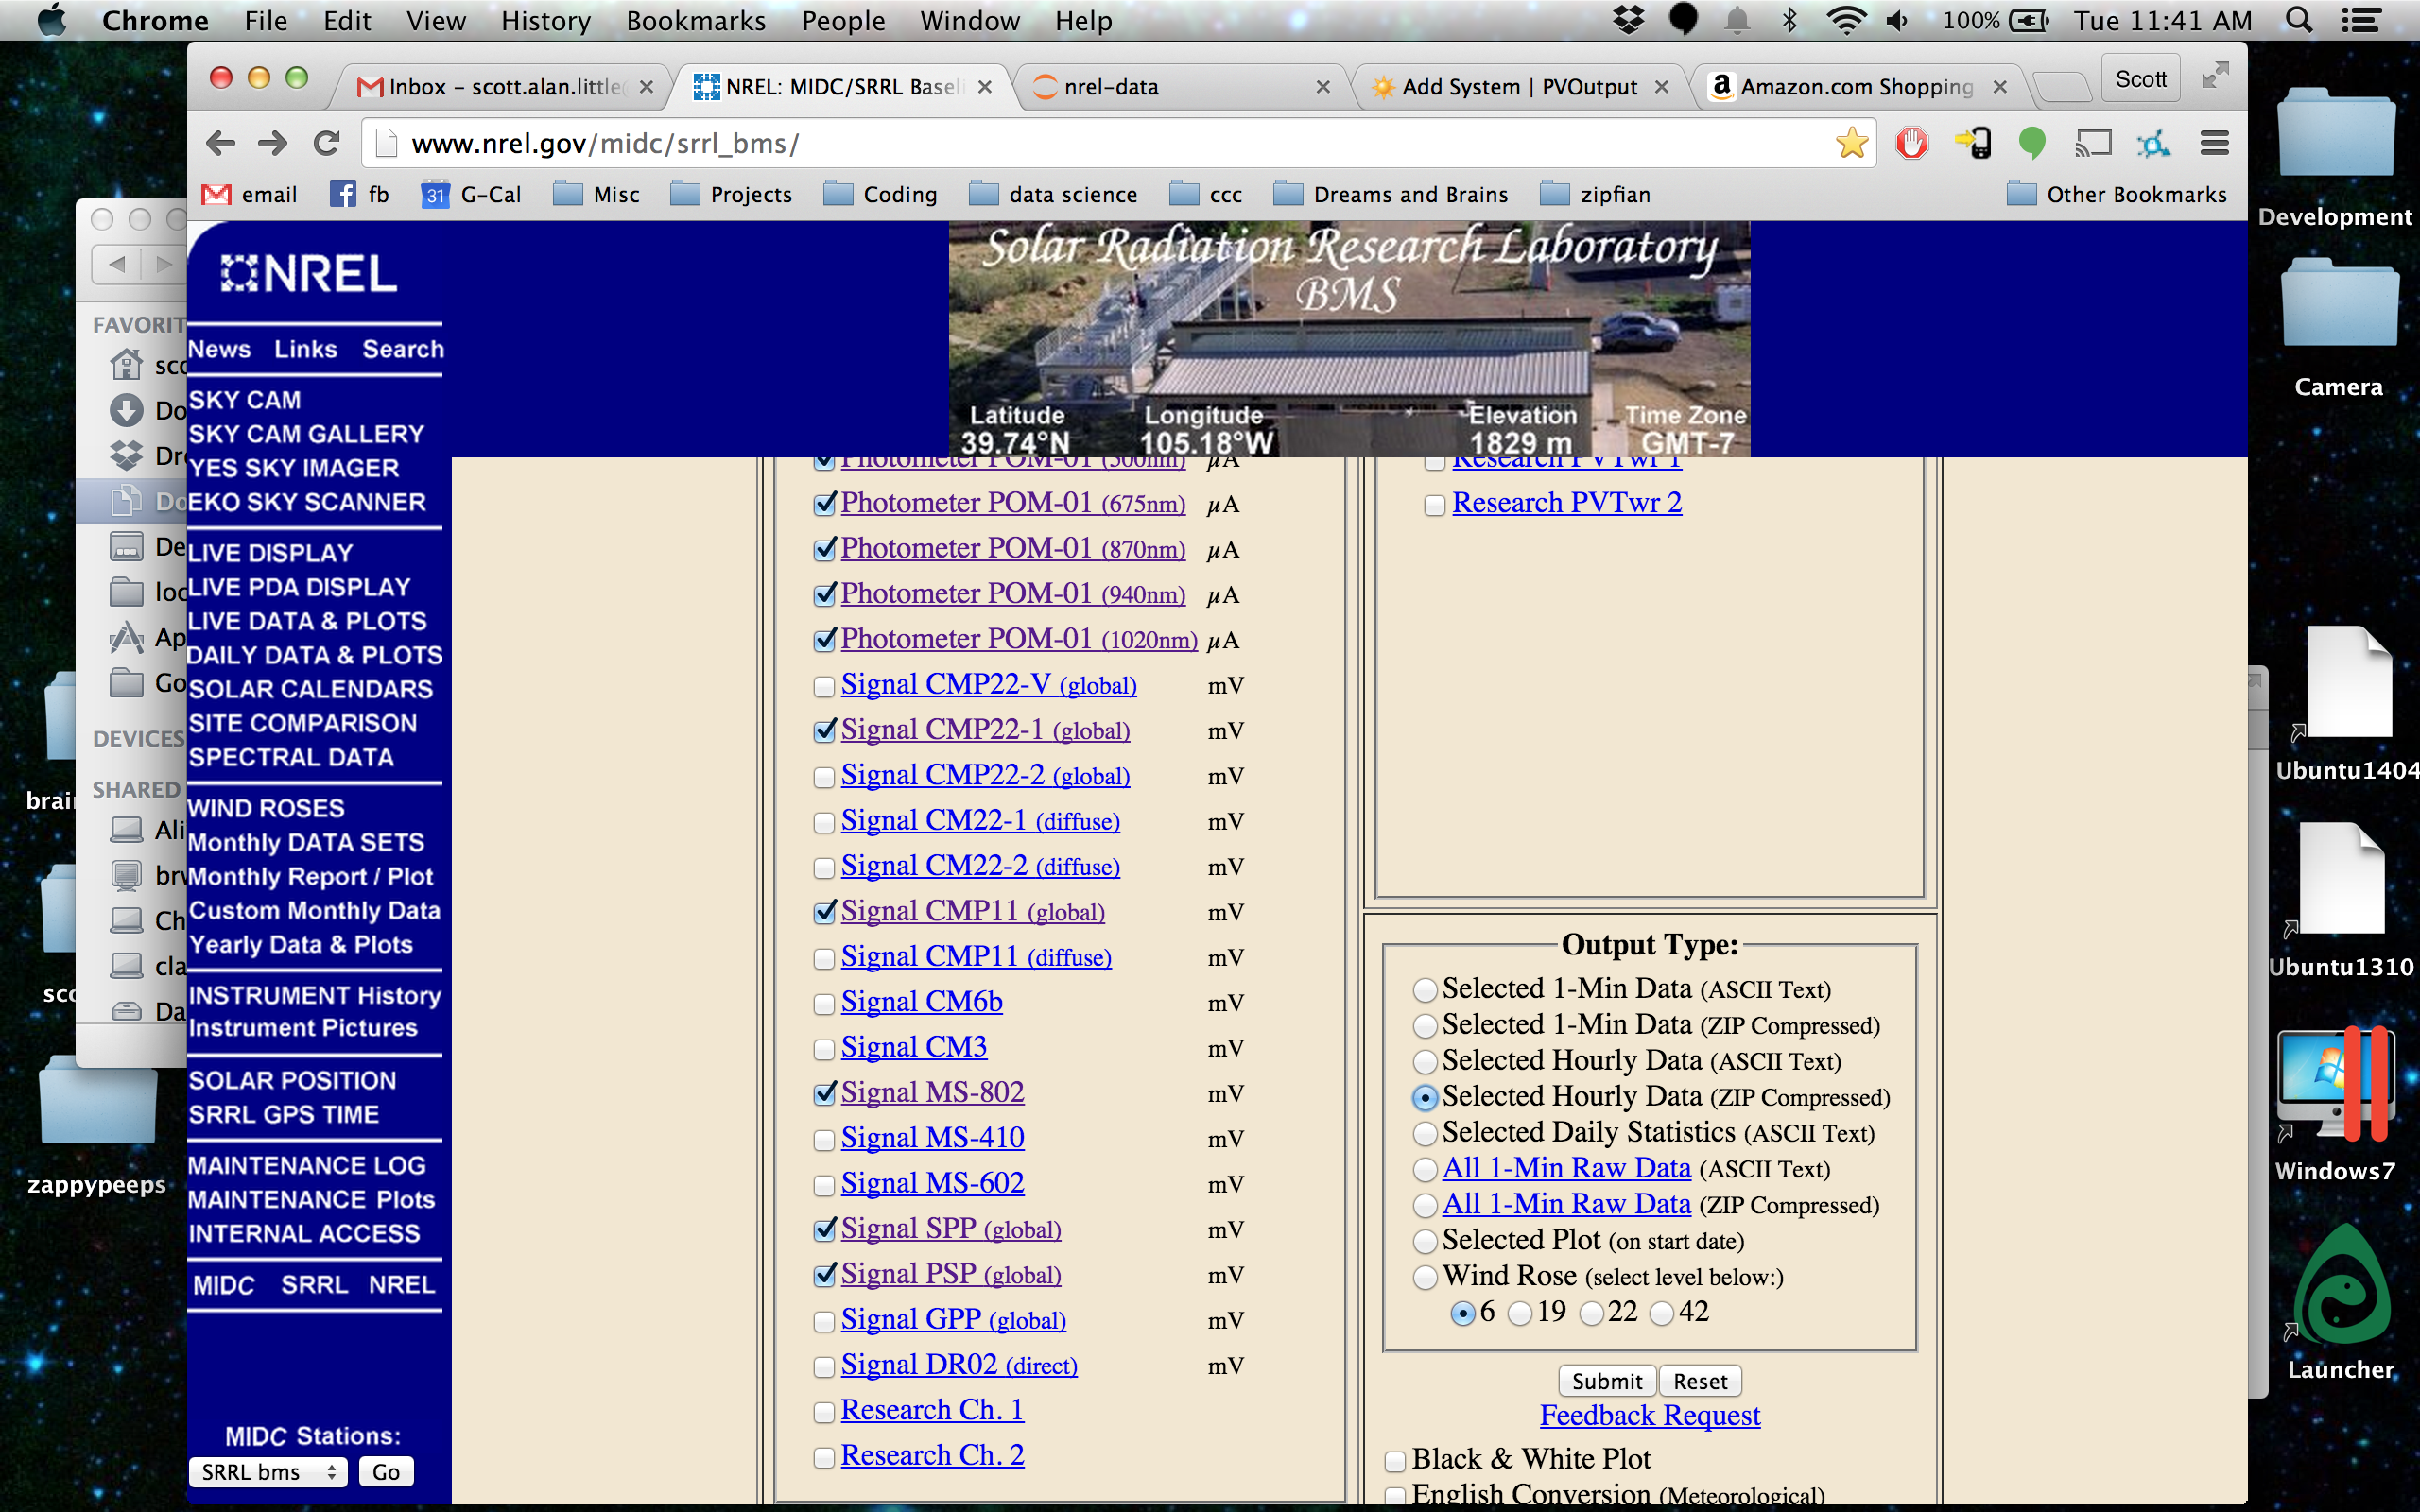 Chrome File Edit View History Bookmarks People Window Help 100% Tue 11:41 AM
Inbox – scott.alan.little
NREL: MIDC/SRRL Baseli
nrel-data
Add System | PVOutput
Amazon.com Shopping
Scott
www.nrel.gov/midc/srrl_bms/
email fb 31 G-Cal Misc Projects Coding data science ccc Dreams and Brains zipfian Other Bookmarks
FAVORIT
sco
Do
Dro
Do
De
loc
Ap
Go
DEVICES
SHARED
Ali
brv
Ch
cla
Da
brai
sco
zappypeeps
NREL
News Links Search
SKY CAM
SKY CAM GALLERY
YES SKY IMAGER
EKO SKY SCANNER
LIVE DISPLAY
LIVE PDA DISPLAY
LIVE DATA & PLOTS
DAILY DATA & PLOTS
SOLAR CALENDARS
SITE COMPARISON
SPECTRAL DATA
WIND ROSES
Monthly DATA SETS
Monthly Report / Plot
Custom Monthly Data
Yearly Data & Plots
INSTRUMENT History
Instrument Pictures
SOLAR POSITION
SRRL GPS TIME
MAINTENANCE LOG
MAINTENANCE Plots
INTERNAL ACCESS
MIDC SRRL NREL
MIDC Stations:
SRRL bms Go
Solar Radiation Research Laboratory
BMS
Latitude Longitude Elevation Time Zone
39.74°N 105.18°W 1829 m GMT-7
Photometer POM-01 (500nm) µA
Photometer POM-01 (675nm) µA
Photometer POM-01 (870nm) µA
Photometer POM-01 (940nm) µA
Photometer POM-01 (1020nm) µA
Signal CMP22-V (global) mV
Signal CMP22-1 (global) mV
Signal CMP22-2 (global) mV
Signal CM22-1 (diffuse) mV
Signal CM22-2 (diffuse) mV
Signal CMP11 (global) mV
Signal CMP11 (diffuse) mV
Signal CM6b mV
Signal CM3 mV
Signal MS-802 mV
Signal MS-410 mV
Signal MS-602 mV
Signal SPP (global) mV
Signal PSP (global) mV
Signal GPP (global) mV
Signal DR02 (direct) mV
Research Ch. 1
Research Ch. 2
Research PVTwr 1
Research PVTwr 2
Output Type:
Selected 1-Min Data (ASCII Text)
Selected 1-Min Data (ZIP Compressed)
Selected Hourly Data (ASCII Text)
Selected Hourly Data (ZIP Compressed)
Selected Daily Statistics (ASCII Text)
All 1-Min Raw Data (ASCII Text)
All 1-Min Raw Data (ZIP Compressed)
Selected Plot (on start date)
Wind Rose (select level below:)
6 19 22 42
Submit Reset
Feedback Request
Black & White Plot
English Conversion (Meteorological)
Development
Camera
Ubuntu1404
Ubuntu1310
Windows7
Launcher